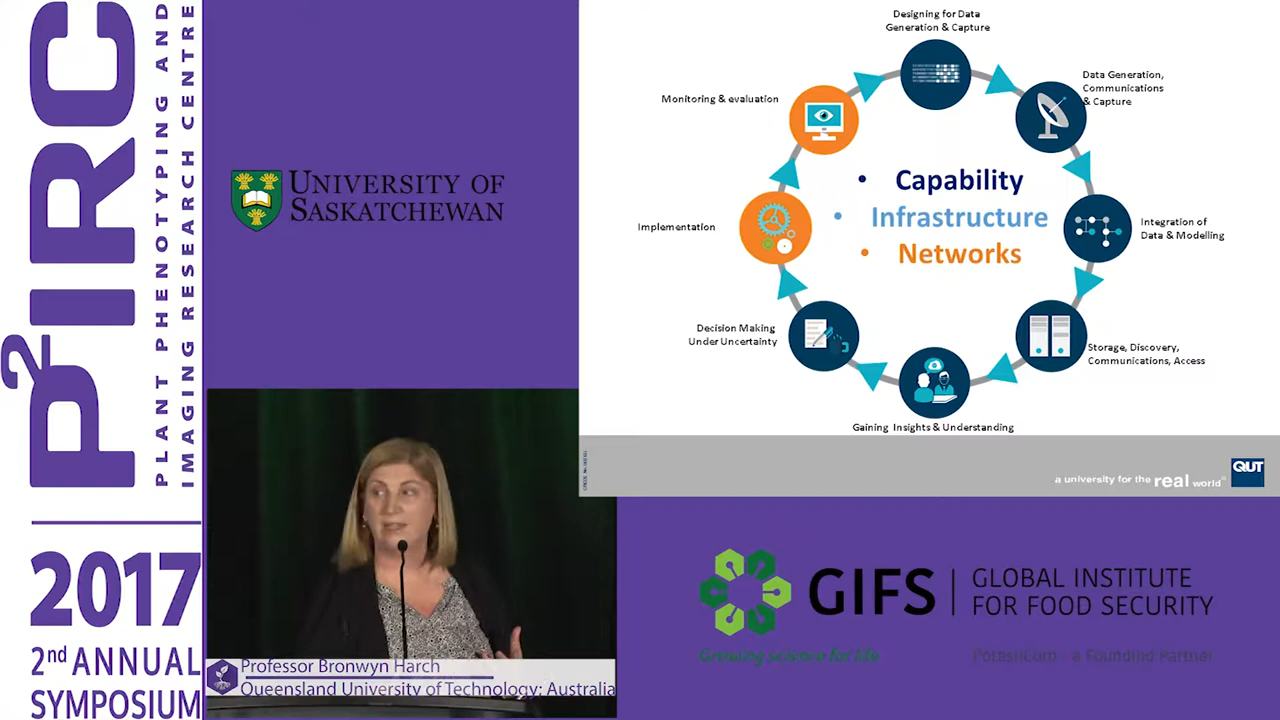 P2IRC
PLANT PHENOTYPING AND
IMAGING RESEARCH CENTRE
2017
2nd ANNUAL
SYMPOSIUM
UNIVERSITY OF
SASKATCHEWAN
Designing for Data
Generation & Capture
Data Generation,
Communications
& Capture
Integration of
Data & Modelling
Storage, Discovery,
Communications, Access
Gaining Insights & Understanding
Decision Making
Under Uncertainty
Implementation
Monitoring & evaluation
• Capability
• Infrastructure
• Networks
a university for the real world®
QUT
Professor Bronwyn Harch
Queensland University of Technology: Australia
GIFS
GLOBAL INSTITUTE
FOR FOOD SECURITY
Growing science for life
PotashCorp - a Founding Partner